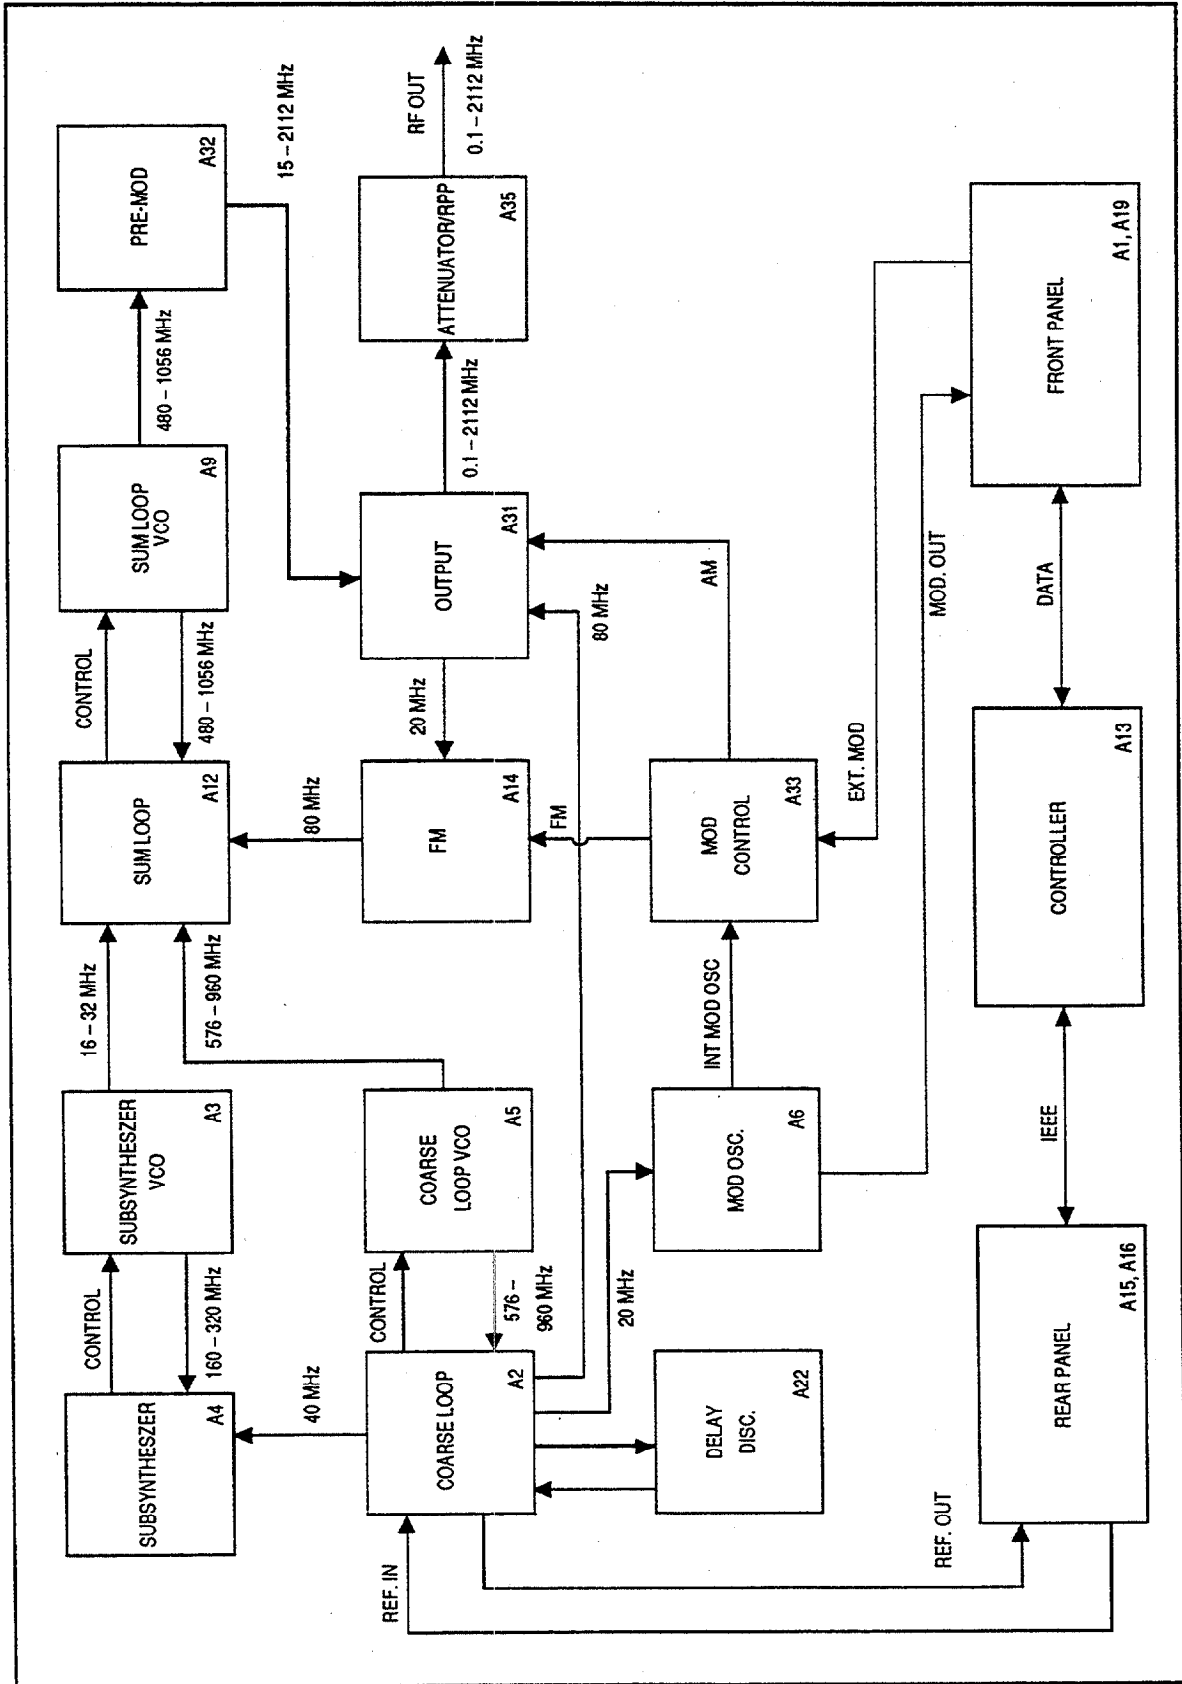 SUBSYNTHESZER
A4
CONTROL
160 – 320 MHz
SUBSYNTHESZER
VCO
A3
16 – 32 MHz
576 – 960 MHz
SUM LOOP
A12
CONTROL
480 – 1056 MHz
SUM LOOP
VCO
A9
480 – 1056 MHz
PRE-MOD
A32
15 – 2112 MHz
40 MHz
80 MHz
REF. IN
COARSE LOOP
A2
CONTROL
576 –
960 MHz
COARSE
LOOP VCO
A5
FM
A14
20 MHz
OUTPUT
A31
0.1 – 2112 MHz
ATTENUATOR/RPP
A35
RF OUT
0.1 – 2112 MHz
FM
80 MHz
20 MHz
DELAY
DISC.
A22
MOD OSC.
A6
INT MOD OSC
MOD
CONTROL
A33
AM
EXT. MOD
MOD. OUT
REF. OUT
REAR PANEL
A15, A16
IEEE
CONTROLLER
A13
DATA
FRONT PANEL
A1, A19